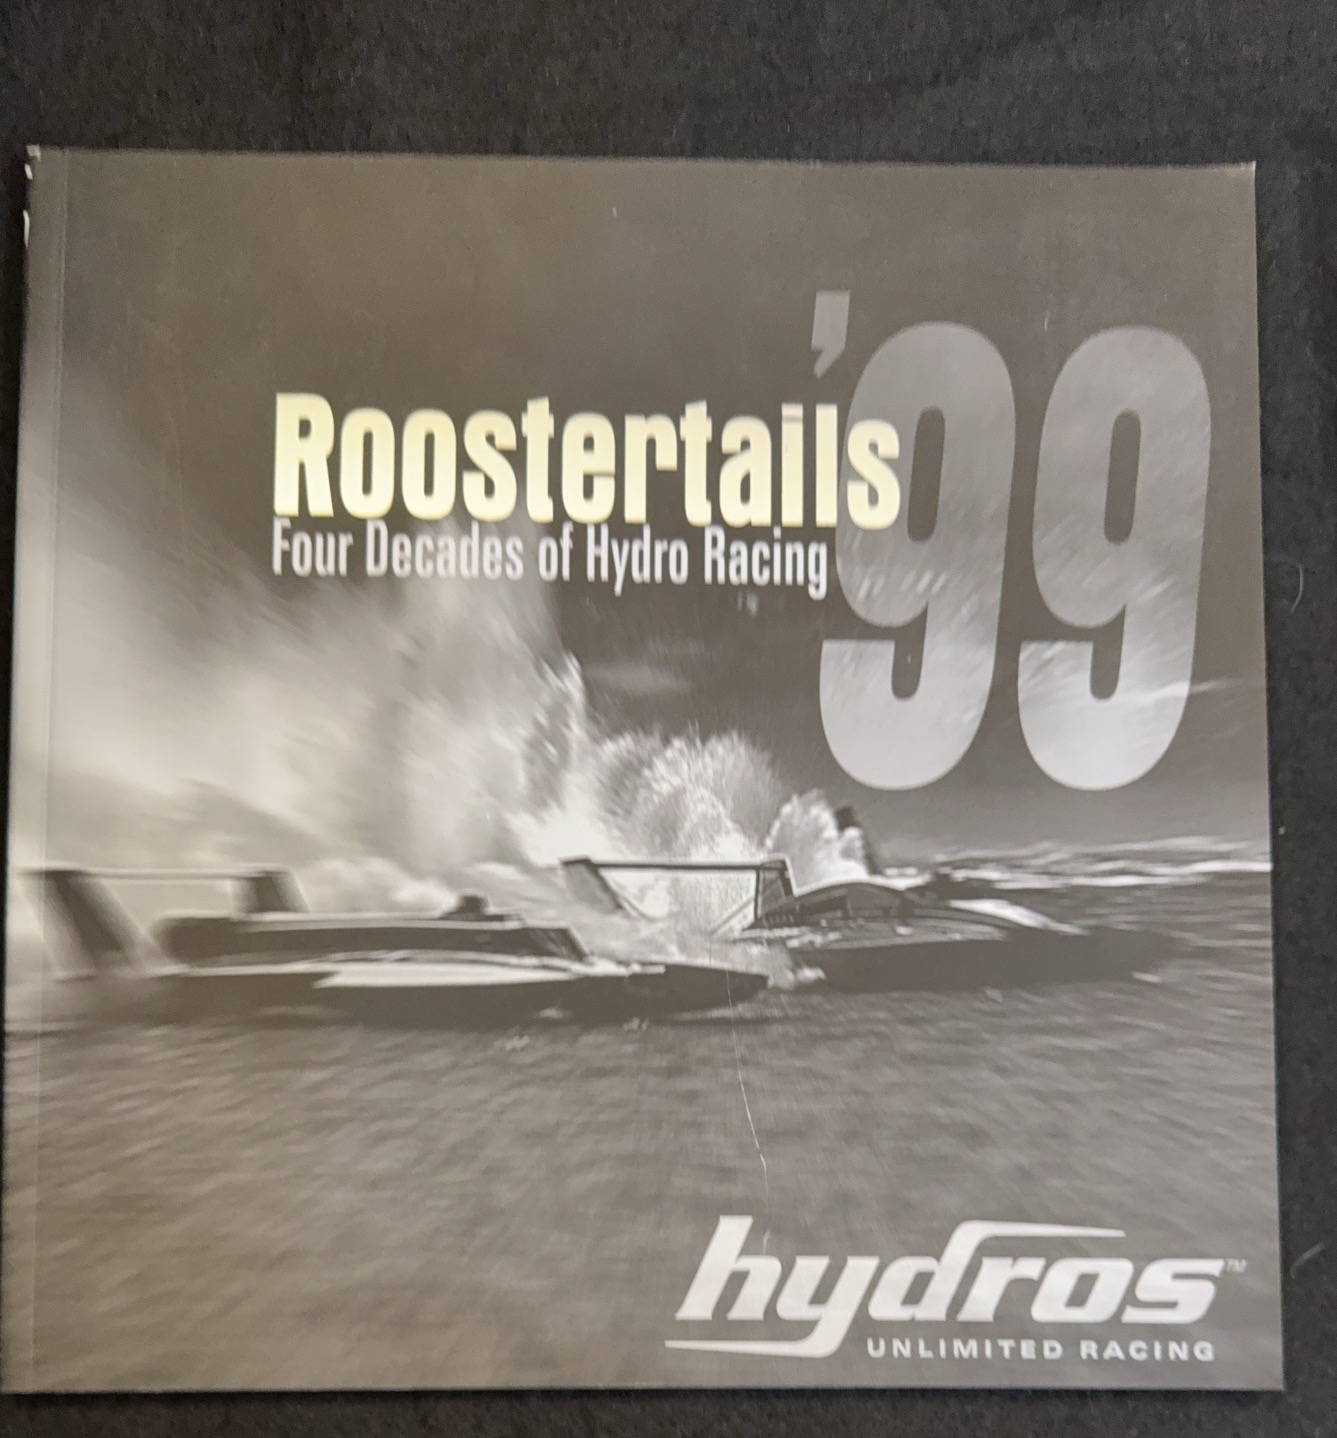 '99
Roostertails
Four Decades of Hydro Racing
hydros™
UNLIMITED RACING